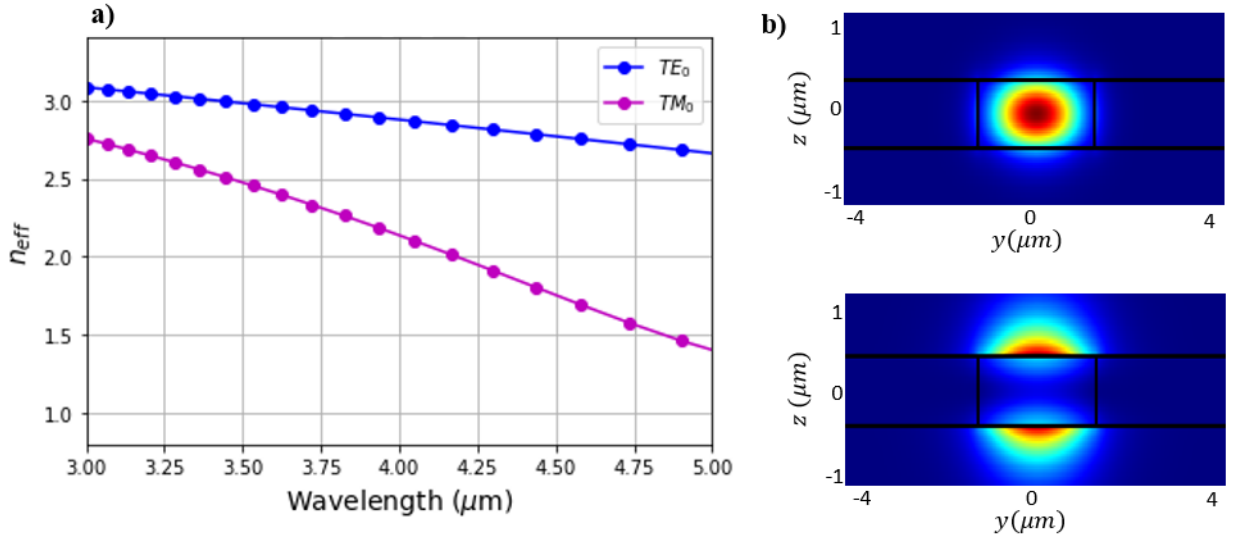 a)
3.0
2.5
2.0
1.5
1.0
n_eff
3.00 3.25 3.50 3.75 4.00 4.25 4.50 4.75 5.00
Wavelength (μm)
TE₀
TM₀
b)
1
0
-1
z (μm)
-4 0 4
y(μm)
1
0
-1
z (μm)
-4 0 4
y(μm)